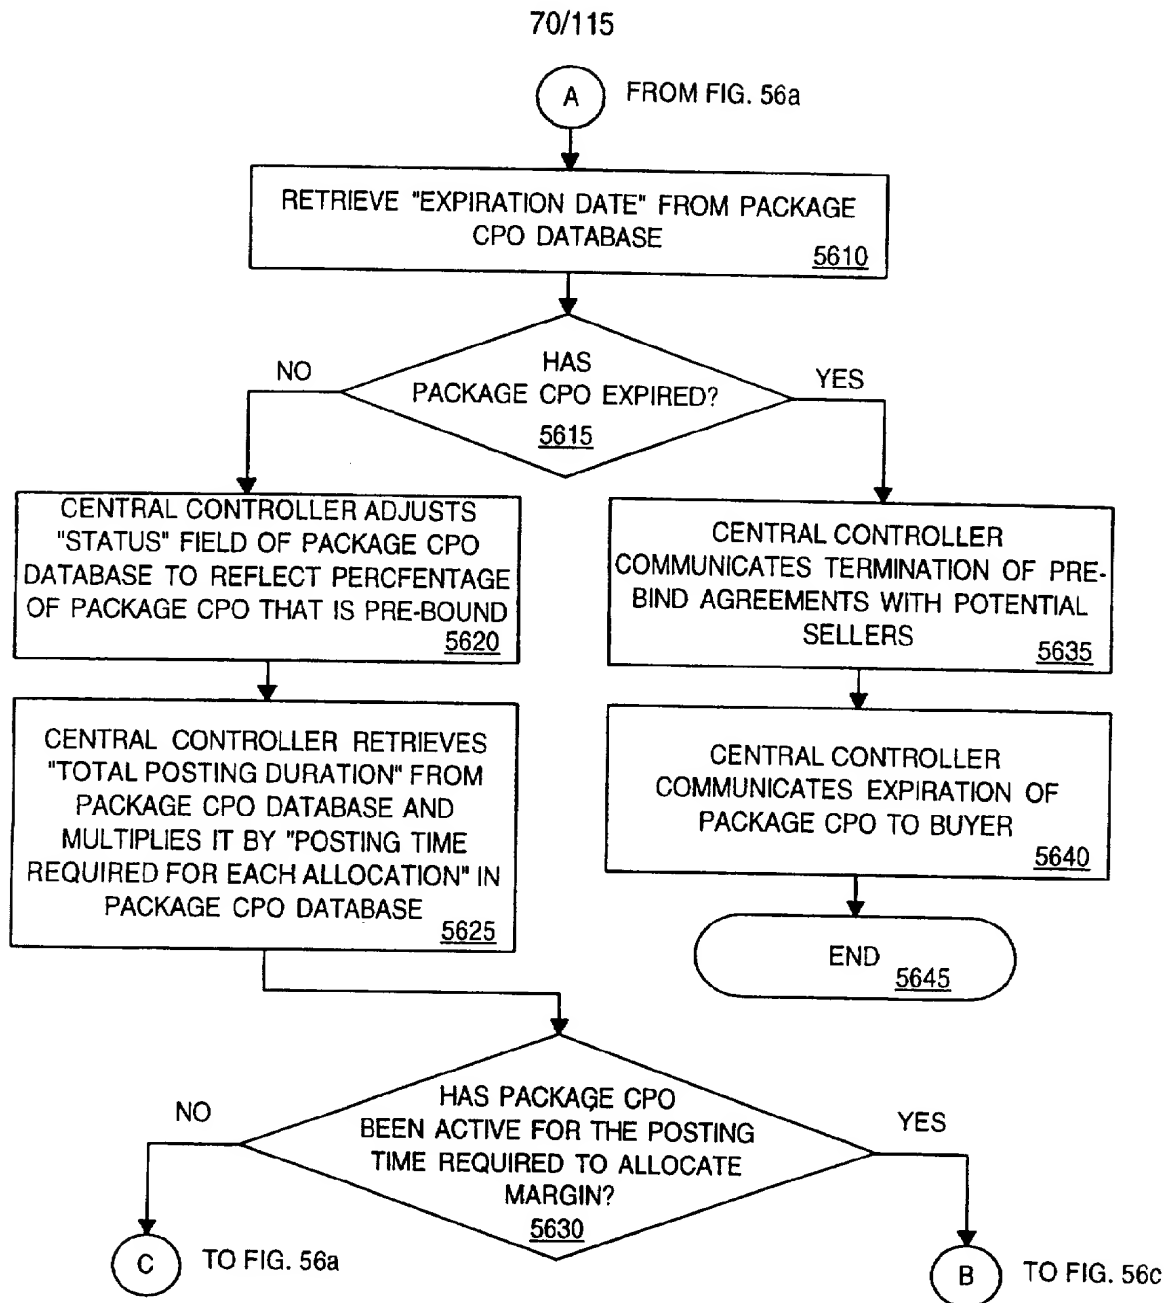 70/115
A
FROM FIG. 56a
RETRIEVE "EXPIRATION DATE" FROM PACKAGE
CPO DATABASE
5610
HAS
PACKAGE CPO EXPIRED?
5615
NO
YES
CENTRAL CONTROLLER ADJUSTS
"STATUS" FIELD OF PACKAGE CPO
DATABASE TO REFLECT PERCFENTAGE
OF PACKAGE CPO THAT IS PRE-BOUND
5620
CENTRAL CONTROLLER
COMMUNICATES TERMINATION OF PRE-
BIND AGREEMENTS WITH POTENTIAL
SELLERS
5635
CENTRAL CONTROLLER RETRIEVES
"TOTAL POSTING DURATION" FROM
PACKAGE CPO DATABASE AND
MULTIPLIES IT BY "POSTING TIME
REQUIRED FOR EACH ALLOCATION" IN
PACKAGE CPO DATABASE
5625
CENTRAL CONTROLLER
COMMUNICATES EXPIRATION OF
PACKAGE CPO TO BUYER
5640
END
5645
HAS PACKAGE CPO
BEEN ACTIVE FOR THE POSTING
TIME REQUIRED TO ALLOCATE
MARGIN?
5630
NO
YES
C
TO FIG. 56a
B
TO FIG. 56c